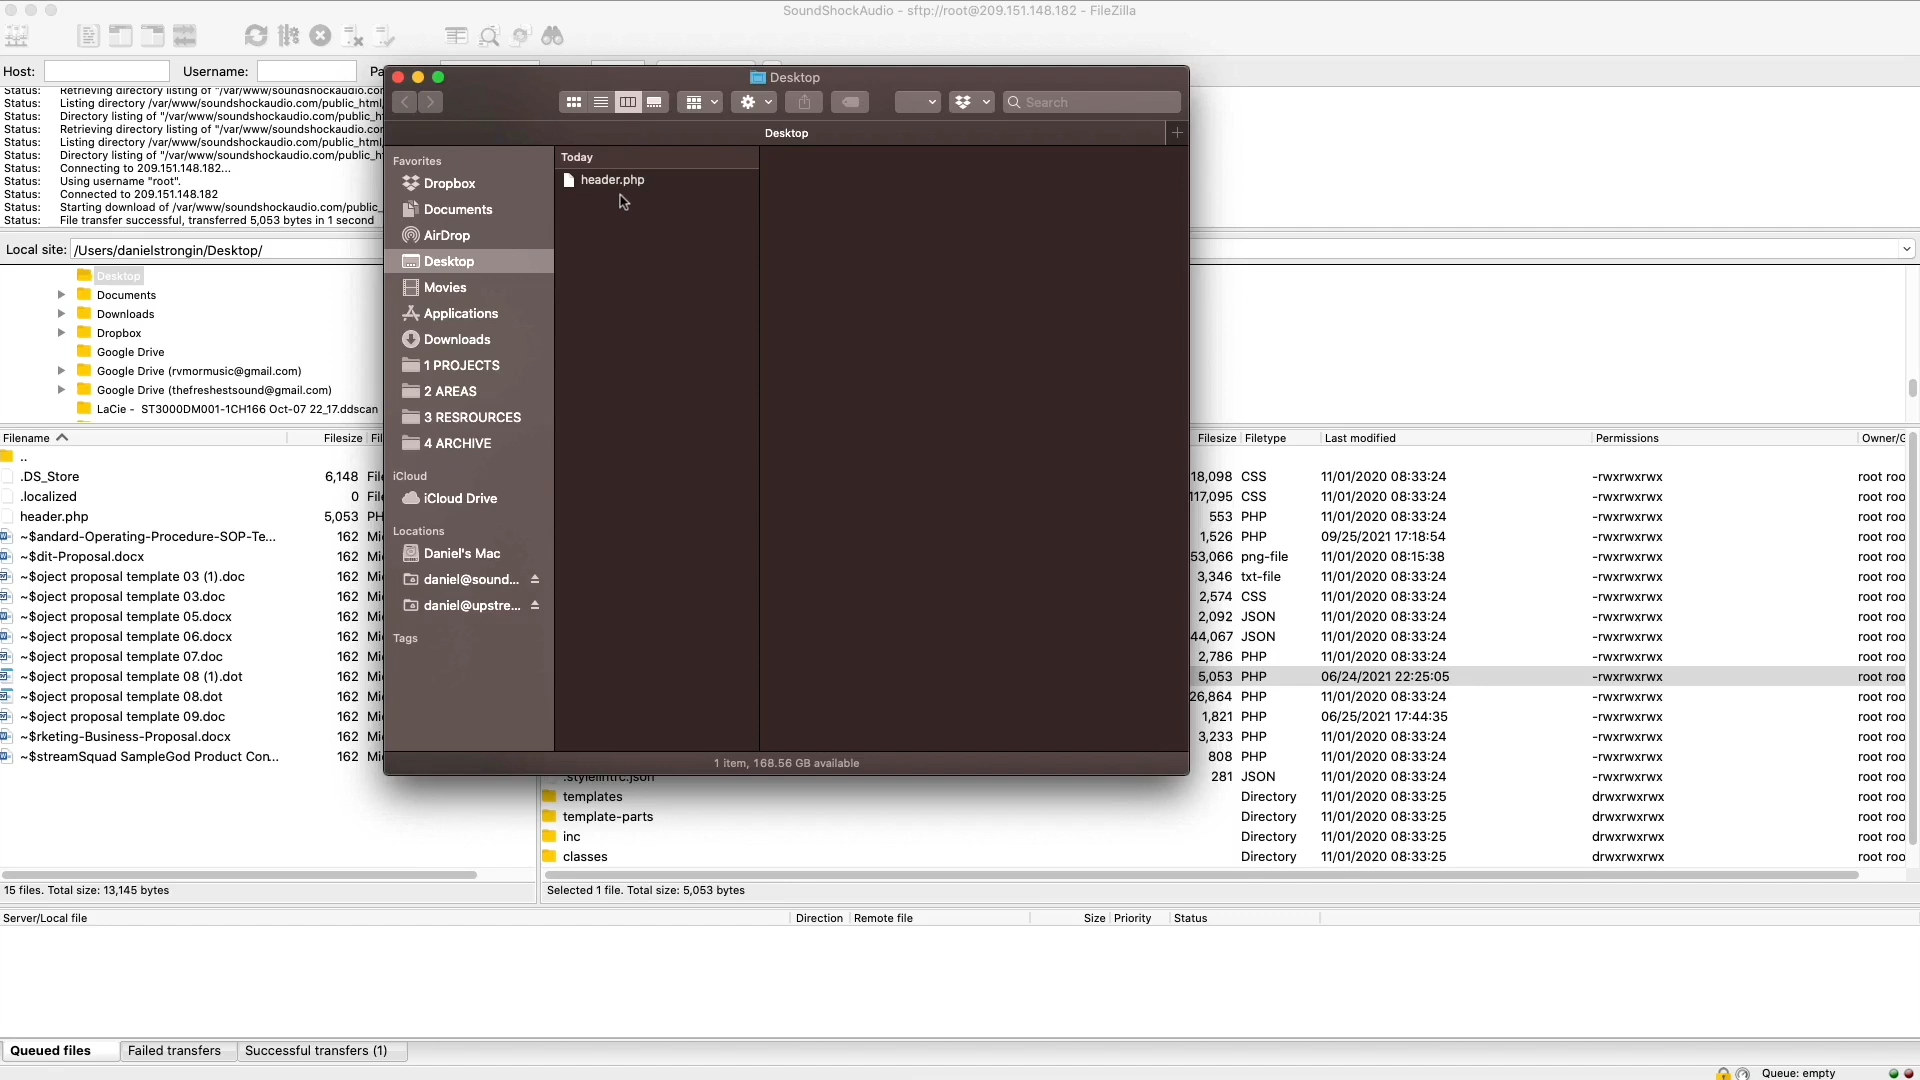 SoundShockAudio - sftp://root@209.151.148.182 - FileZilla
Host:
Username:
Status: Retrieving directory listing of "/var/www/soundshockaudio.com
Status: Listing directory /var/www/soundshockaudio.com/public_html
Status: Directory listing of "/var/www/soundshockaudio.com/public_h
Status: Retrieving directory listing of "/var/www/soundshockaudio.com
Status: Listing directory /var/www/soundshockaudio.com/public_html
Status: Directory listing of "/var/www/soundshockaudio.com/public_h
Status: Connecting to 209.151.148.182...
Status: Using username "root".
Status: Connected to 209.151.148.182
Status: Starting download of /var/www/soundshockaudio.com/public_
Status: File transfer successful, transferred 5,053 bytes in 1 second
Local site: /Users/danielstrongin/Desktop/
Desktop
Documents
Downloads
Dropbox
Google Drive
Google Drive (rvmormusic@gmail.com)
Google Drive (thefreshestsound@gmail.com)
LaCie - ST3000DM001-1CH166 Oct-07 22_17.ddscan
Filename Filesize
..
.DS_Store 6,148
.localized 0
header.php 5,053
~$andard-Operating-Procedure-SOP-Te... 162
~$dit-Proposal.docx 162
~$oject proposal template 03 (1).doc 162
~$oject proposal template 03.doc 162
~$oject proposal template 05.docx 162
~$oject proposal template 06.docx 162
~$oject proposal template 07.doc 162
~$oject proposal template 08 (1).dot 162
~$oject proposal template 08.dot 162
~$oject proposal template 09.doc 162
~$rketing-Business-Proposal.docx 162
~$streamSquad SampleGod Product Con... 162
15 files. Total size: 13,145 bytes
Desktop
Search
Desktop
Favorites
Dropbox
Documents
AirDrop
Desktop
Movies
Applications
Downloads
1 PROJECTS
2 AREAS
3 RESROURCES
4 ARCHIVE
iCloud
iCloud Drive
Locations
Daniel's Mac
daniel@sound...
daniel@upstre...
Tags
Today
header.php
1 item, 168.56 GB available
Filesize Filetype Last modified Permissions Owner/G
18,098 CSS 11/01/2020 08:33:24 -rwxrwxrwx root roo
117,095 CSS 11/01/2020 08:33:24 -rwxrwxrwx root roo
553 PHP 11/01/2020 08:33:24 -rwxrwxrwx root roo
1,526 PHP 09/25/2021 17:18:54 -rwxrwxrwx root roo
53,066 png-file 11/01/2020 08:15:38 -rwxrwxrwx root roo
3,346 txt-file 11/01/2020 08:33:24 -rwxrwxrwx root roo
2,574 CSS 11/01/2020 08:33:24 -rwxrwxrwx root roo
2,092 JSON 11/01/2020 08:33:24 -rwxrwxrwx root roo
44,067 JSON 11/01/2020 08:33:24 -rwxrwxrwx root roo
2,786 PHP 11/01/2020 08:33:24 -rwxrwxrwx root roo
5,053 PHP 06/24/2021 22:25:05 -rwxrwxrwx root roo
26,864 PHP 11/01/2020 08:33:24 -rwxrwxrwx root roo
1,821 PHP 06/25/2021 17:44:35 -rwxrwxrwx root roo
3,233 PHP 11/01/2020 08:33:24 -rwxrwxrwx root roo
808 PHP 11/01/2020 08:33:24 -rwxrwxrwx root roo
.stylelintrc.json 281 JSON 11/01/2020 08:33:24 -rwxrwxrwx root roo
templates Directory 11/01/2020 08:33:25 drwxrwxrwx root roo
template-parts Directory 11/01/2020 08:33:25 drwxrwxrwx root roo
inc Directory 11/01/2020 08:33:25 drwxrwxrwx root roo
classes Directory 11/01/2020 08:33:25 drwxrwxrwx root roo
Selected 1 file. Total size: 5,053 bytes
Server/Local file Direction Remote file Size Priority Status
Queued files Failed transfers Successful transfers (1)
Queue: empty